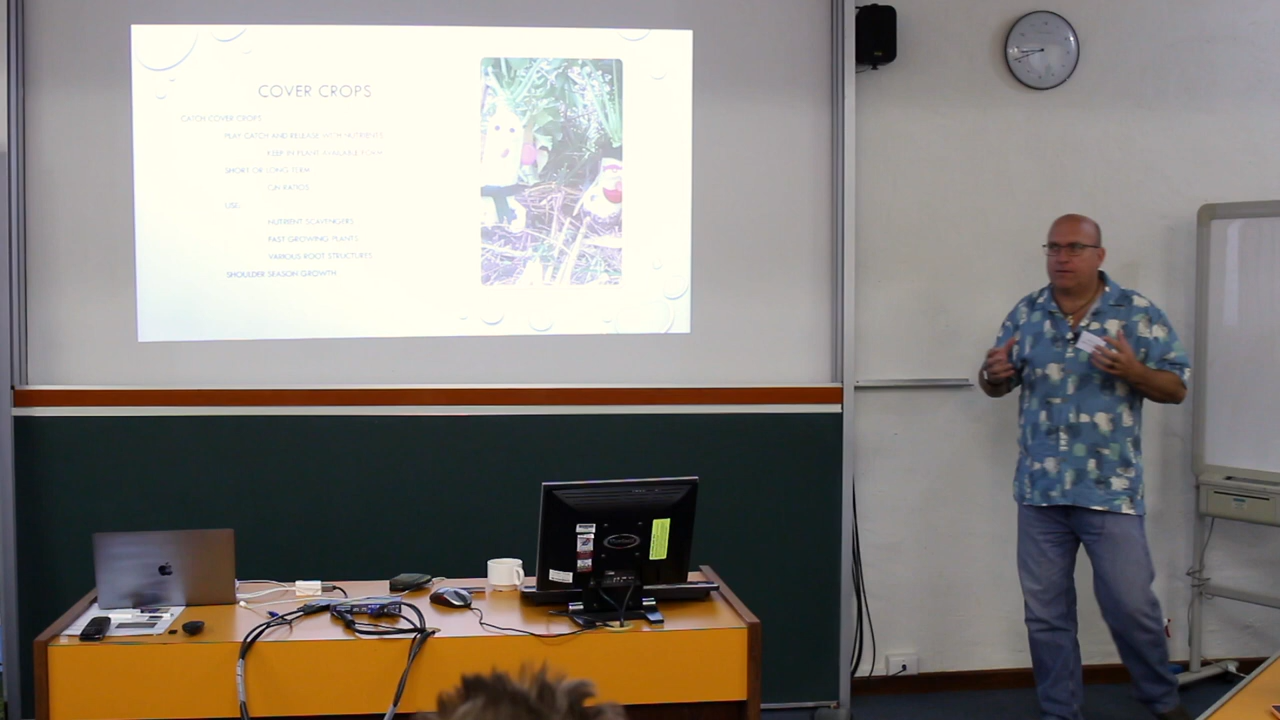 COVER CROPS
CATCH COVER CROPS
PLAY CATCH AND RELEASE WITH NUTRIENTS
KEEP IN PLANT AVAILABLE FORM
SHORT OR LONG TERM
C:N RATIOS
USE:
NUTRIENT SCAVENGERS
FAST GROWING PLANTS
VARIOUS ROOT STRUCTURES
SHOULDER SEASON GROWTH